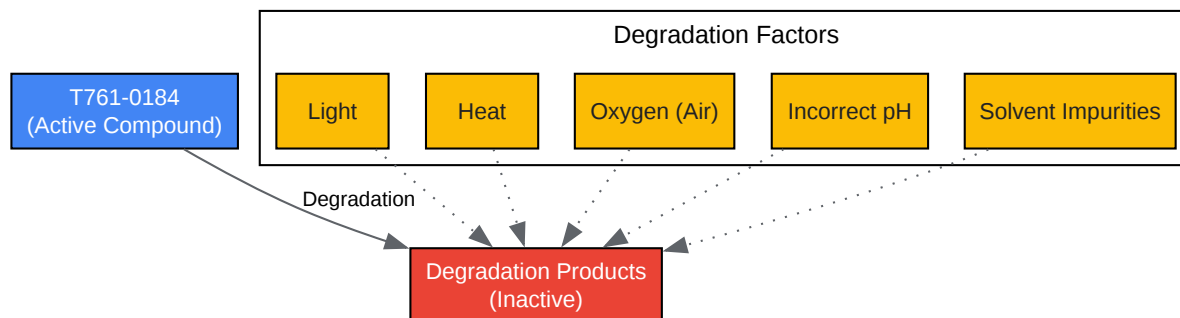 Degradation Factors
T761-0184
(Active Compound)
Light
Heat
Oxygen (Air)
Incorrect pH
Solvent Impurities
Degradation
Degradation Products
(Inactive)